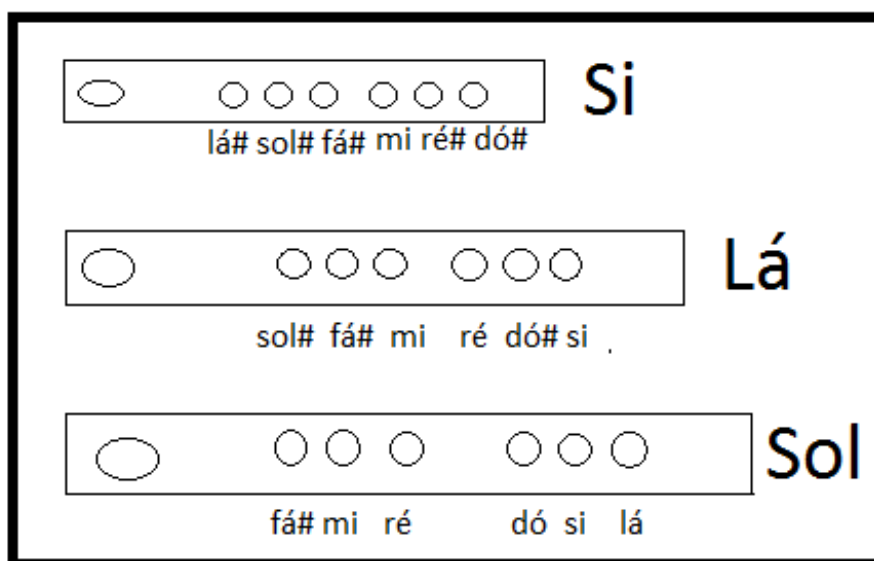 Si
lá# sol# fá# mi ré# dó#
Lá
sol# fá# mi ré dó# si .
Sol
fá# mi ré dó si lá